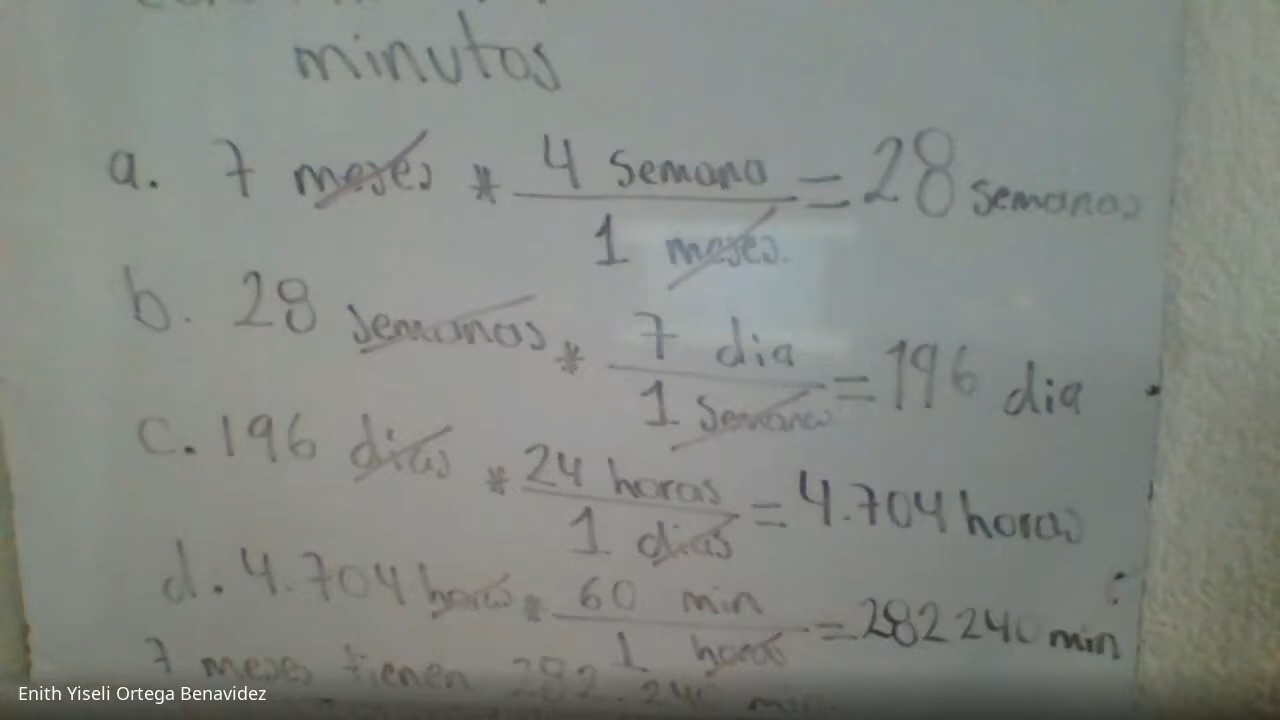 minutos
a. 7 meses * 4 Semana / 1 meses. = 28 semanas
b. 28 semanas * 7 dia / 1 Semana = 196 dia
c. 196 dias * 24 horas / 1 dias = 4.704 horas
d. 4.704 horas * 60 min / 1 horas = 282 240 min
7 meses tienen 282.240
Enith Yiseli Ortega Benavidez